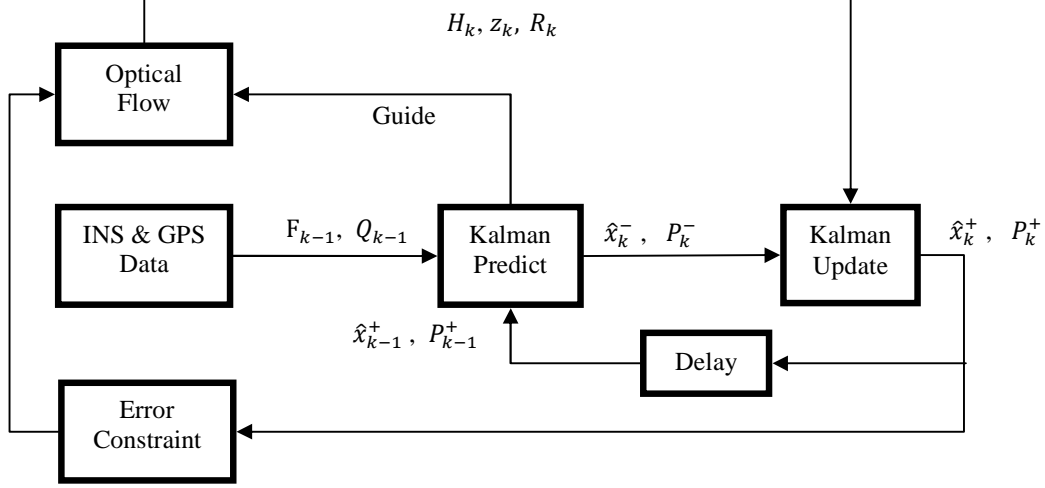 H_k, z_k, R_k
Optical
Flow
Guide
INS & GPS
Data
F_{k−1}, Q_{k−1}
Kalman
Predict
x̂_k^−, P_k^−
Kalman
Update
x̂_k^+, P_k^+
x̂_{k−1}^+, P_{k−1}^+
Delay
Error
Constraint